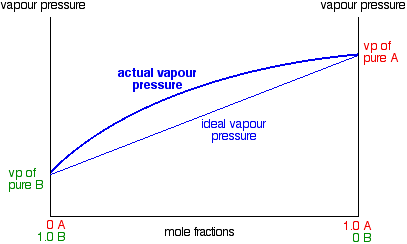 vapour pressure
vapour pressure
vp of
pure A
actual vapour
pressure
ideal vapour
pressure
vp of
pure B
0 A
1.0 B
mole fractions
1.0 A
0 B